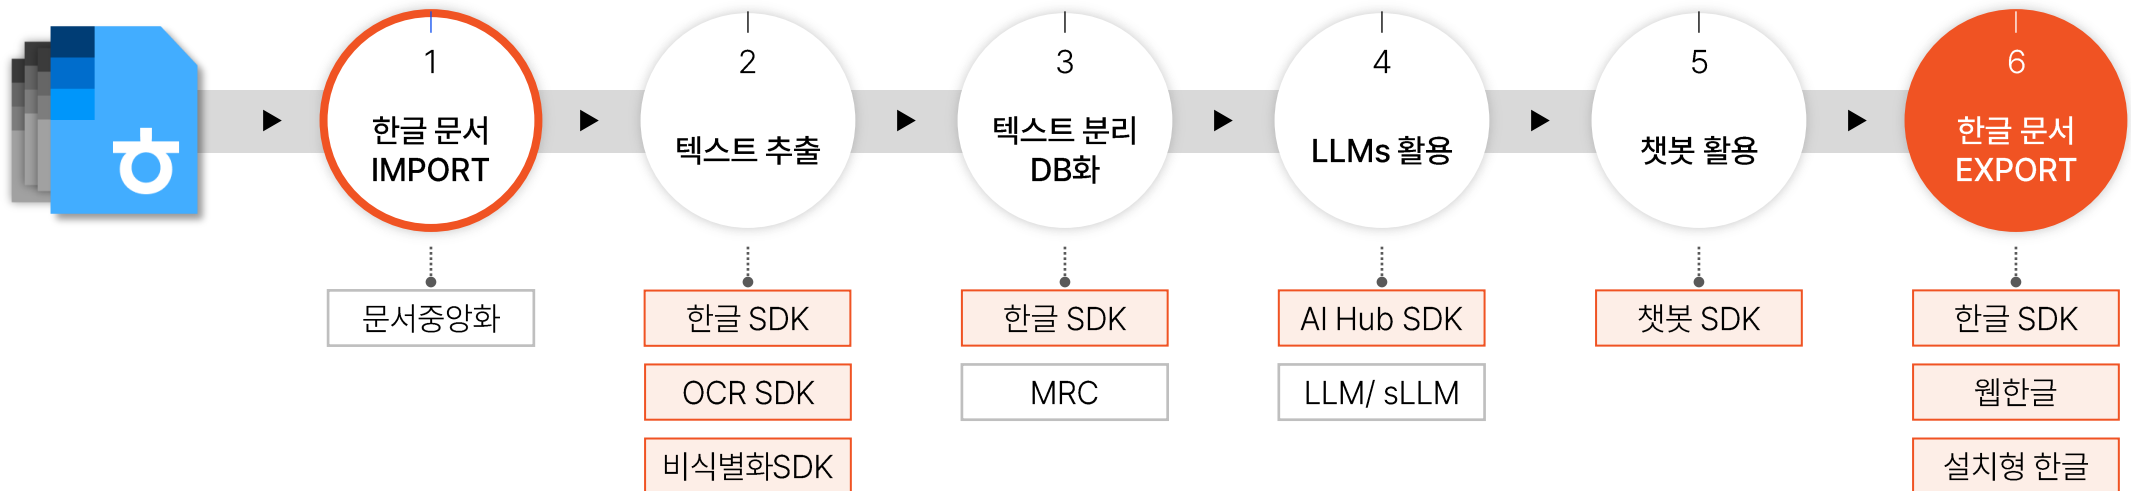 ㅎ
1
한글 문서
IMPORT
2
텍스트 추출
3
텍스트 분리
DB화
4
LLMs 활용
5
챗봇 활용
6
한글 문서
EXPORT
문서중앙화
한글 SDK
OCR SDK
비식별화SDK
한글 SDK
MRC
AI Hub SDK
LLM/ sLLM
챗봇 SDK
한글 SDK
웹한글
설치형 한글